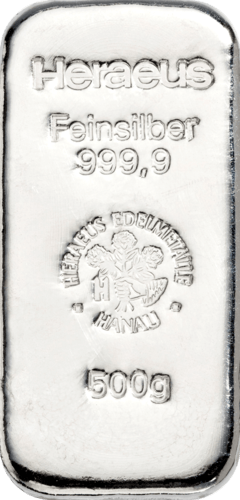 Heraeus
Feinsilber
999,9
HERAEUS EDELMETALLE
HANAU
500g